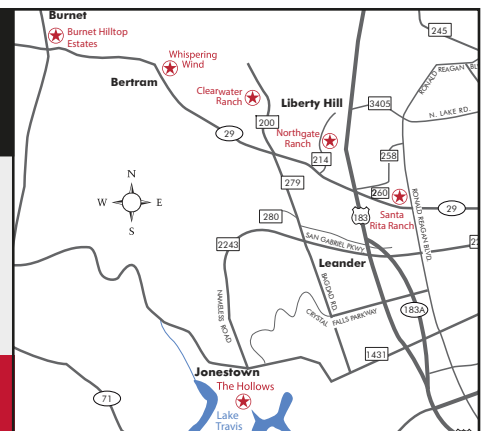 Burnet
Burnet Hilltop
Estates
245
Whispering
Wind
RONALD REAGAN
Bertram
Clearwater
Ranch
Liberty Hill
3405
N. LAKE RD.
200
29
Northgate
Ranch
214
258
279
N
W
E
S
260
Santa
Rita Ranch
29
183
280
SAN GABRIEL PKWY
RONALD REAGAN BLVD.
2243
Leander
BAGDAD RD.
NAMELESS ROAD
CRYSTAL FALLS PARKWAY
183A
1431
Jonestown
The Hollows
71
Lake
Travis